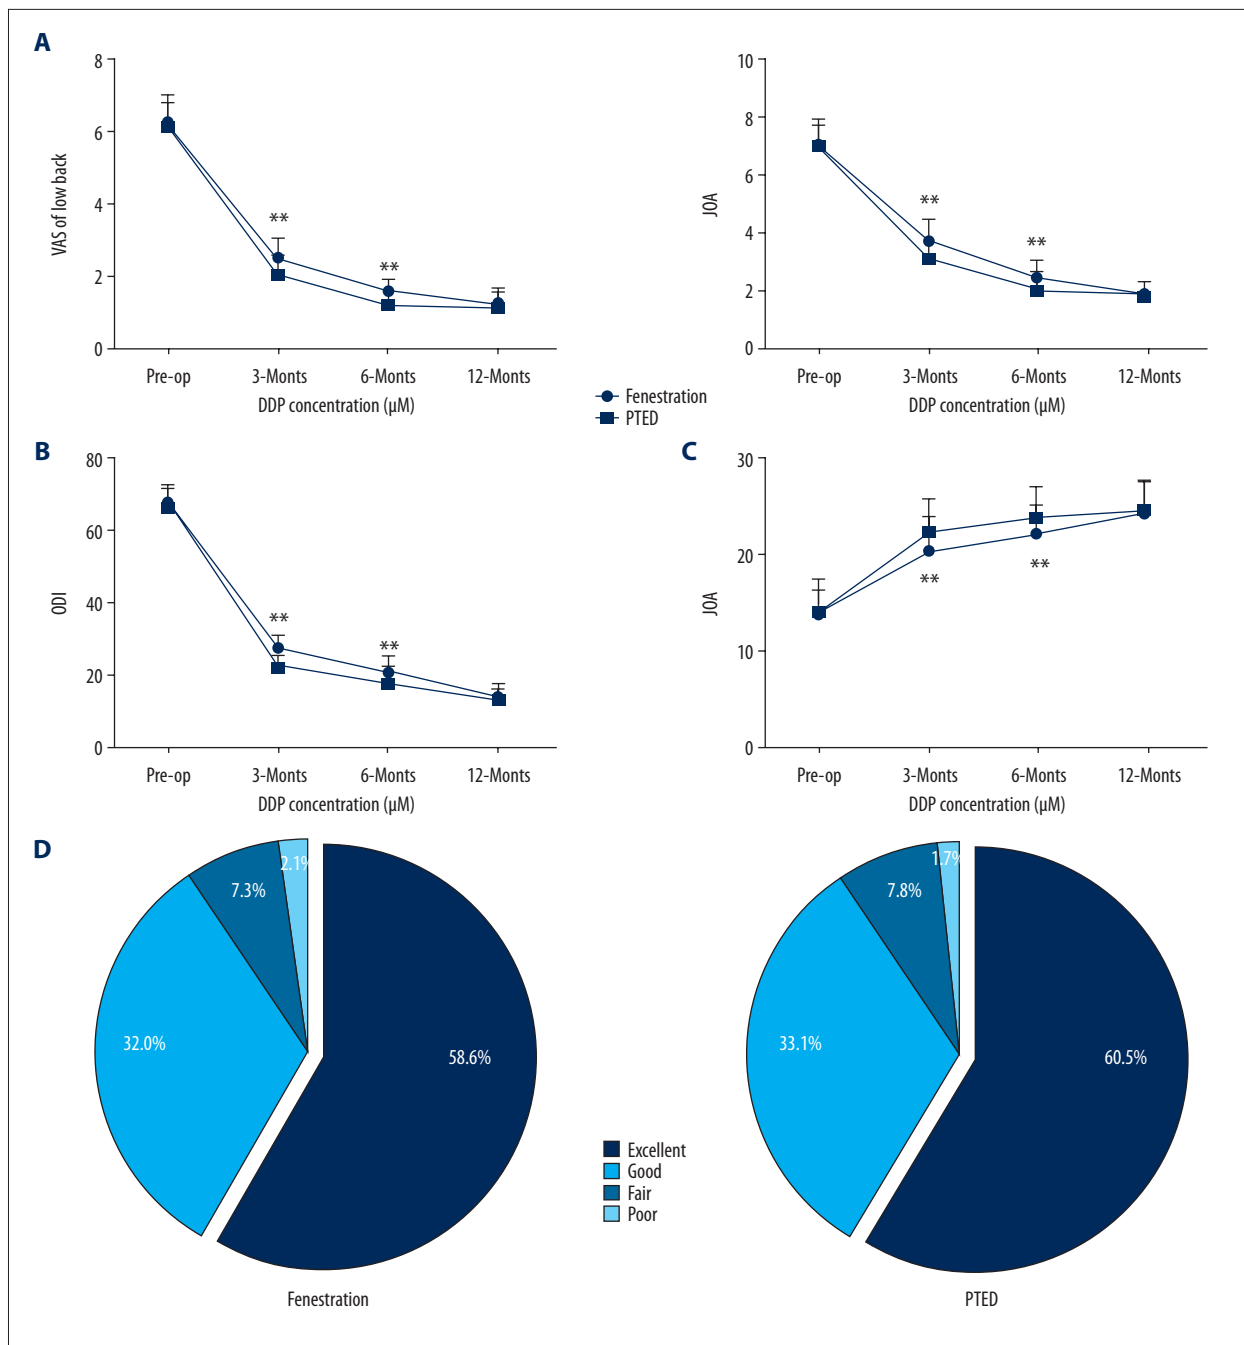 A
8
6
4
2
0
VAS of low back
**
**
Pre-op 3-Monts 6-Monts 12-Monts
DDP concentration (µM)
10
8
6
4
2
0
JOA
**
**
Pre-op 3-Monts 6-Monts 12-Monts
DDP concentration (µM)
Fenestration
PTED
B
80
60
40
20
0
ODI
**
**
Pre-op 3-Monts 6-Monts 12-Monts
DDP concentration (µM)
C
30
20
10
0
JOA
**
**
Pre-op 3-Monts 6-Monts 12-Monts
DDP concentration (µM)
D
2.1%
7.3%
32.0%
58.6%
Fenestration
Excellent
Good
Fair
Poor
1.7%
7.8%
33.1%
60.5%
PTED